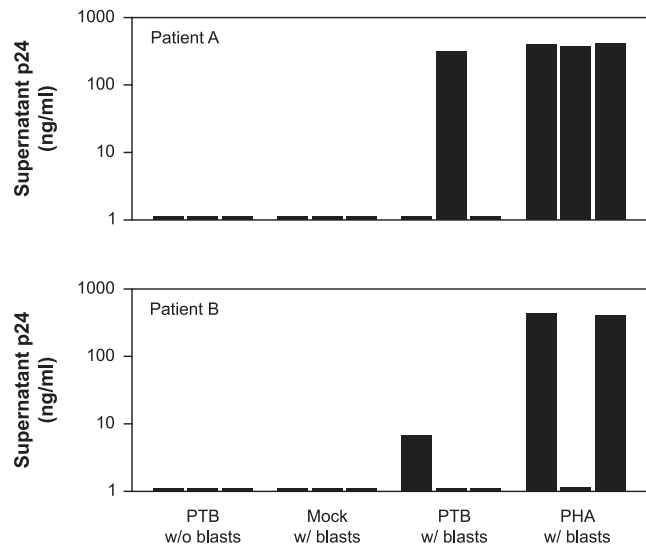 1000
100
10
1
Supernatant p24
(ng/ml)
Patient A
1000
100
10
1
Supernatant p24
(ng/ml)
Patient B
PTB
w/o blasts
Mock
w/ blasts
PTB
w/ blasts
PHA
w/ blasts